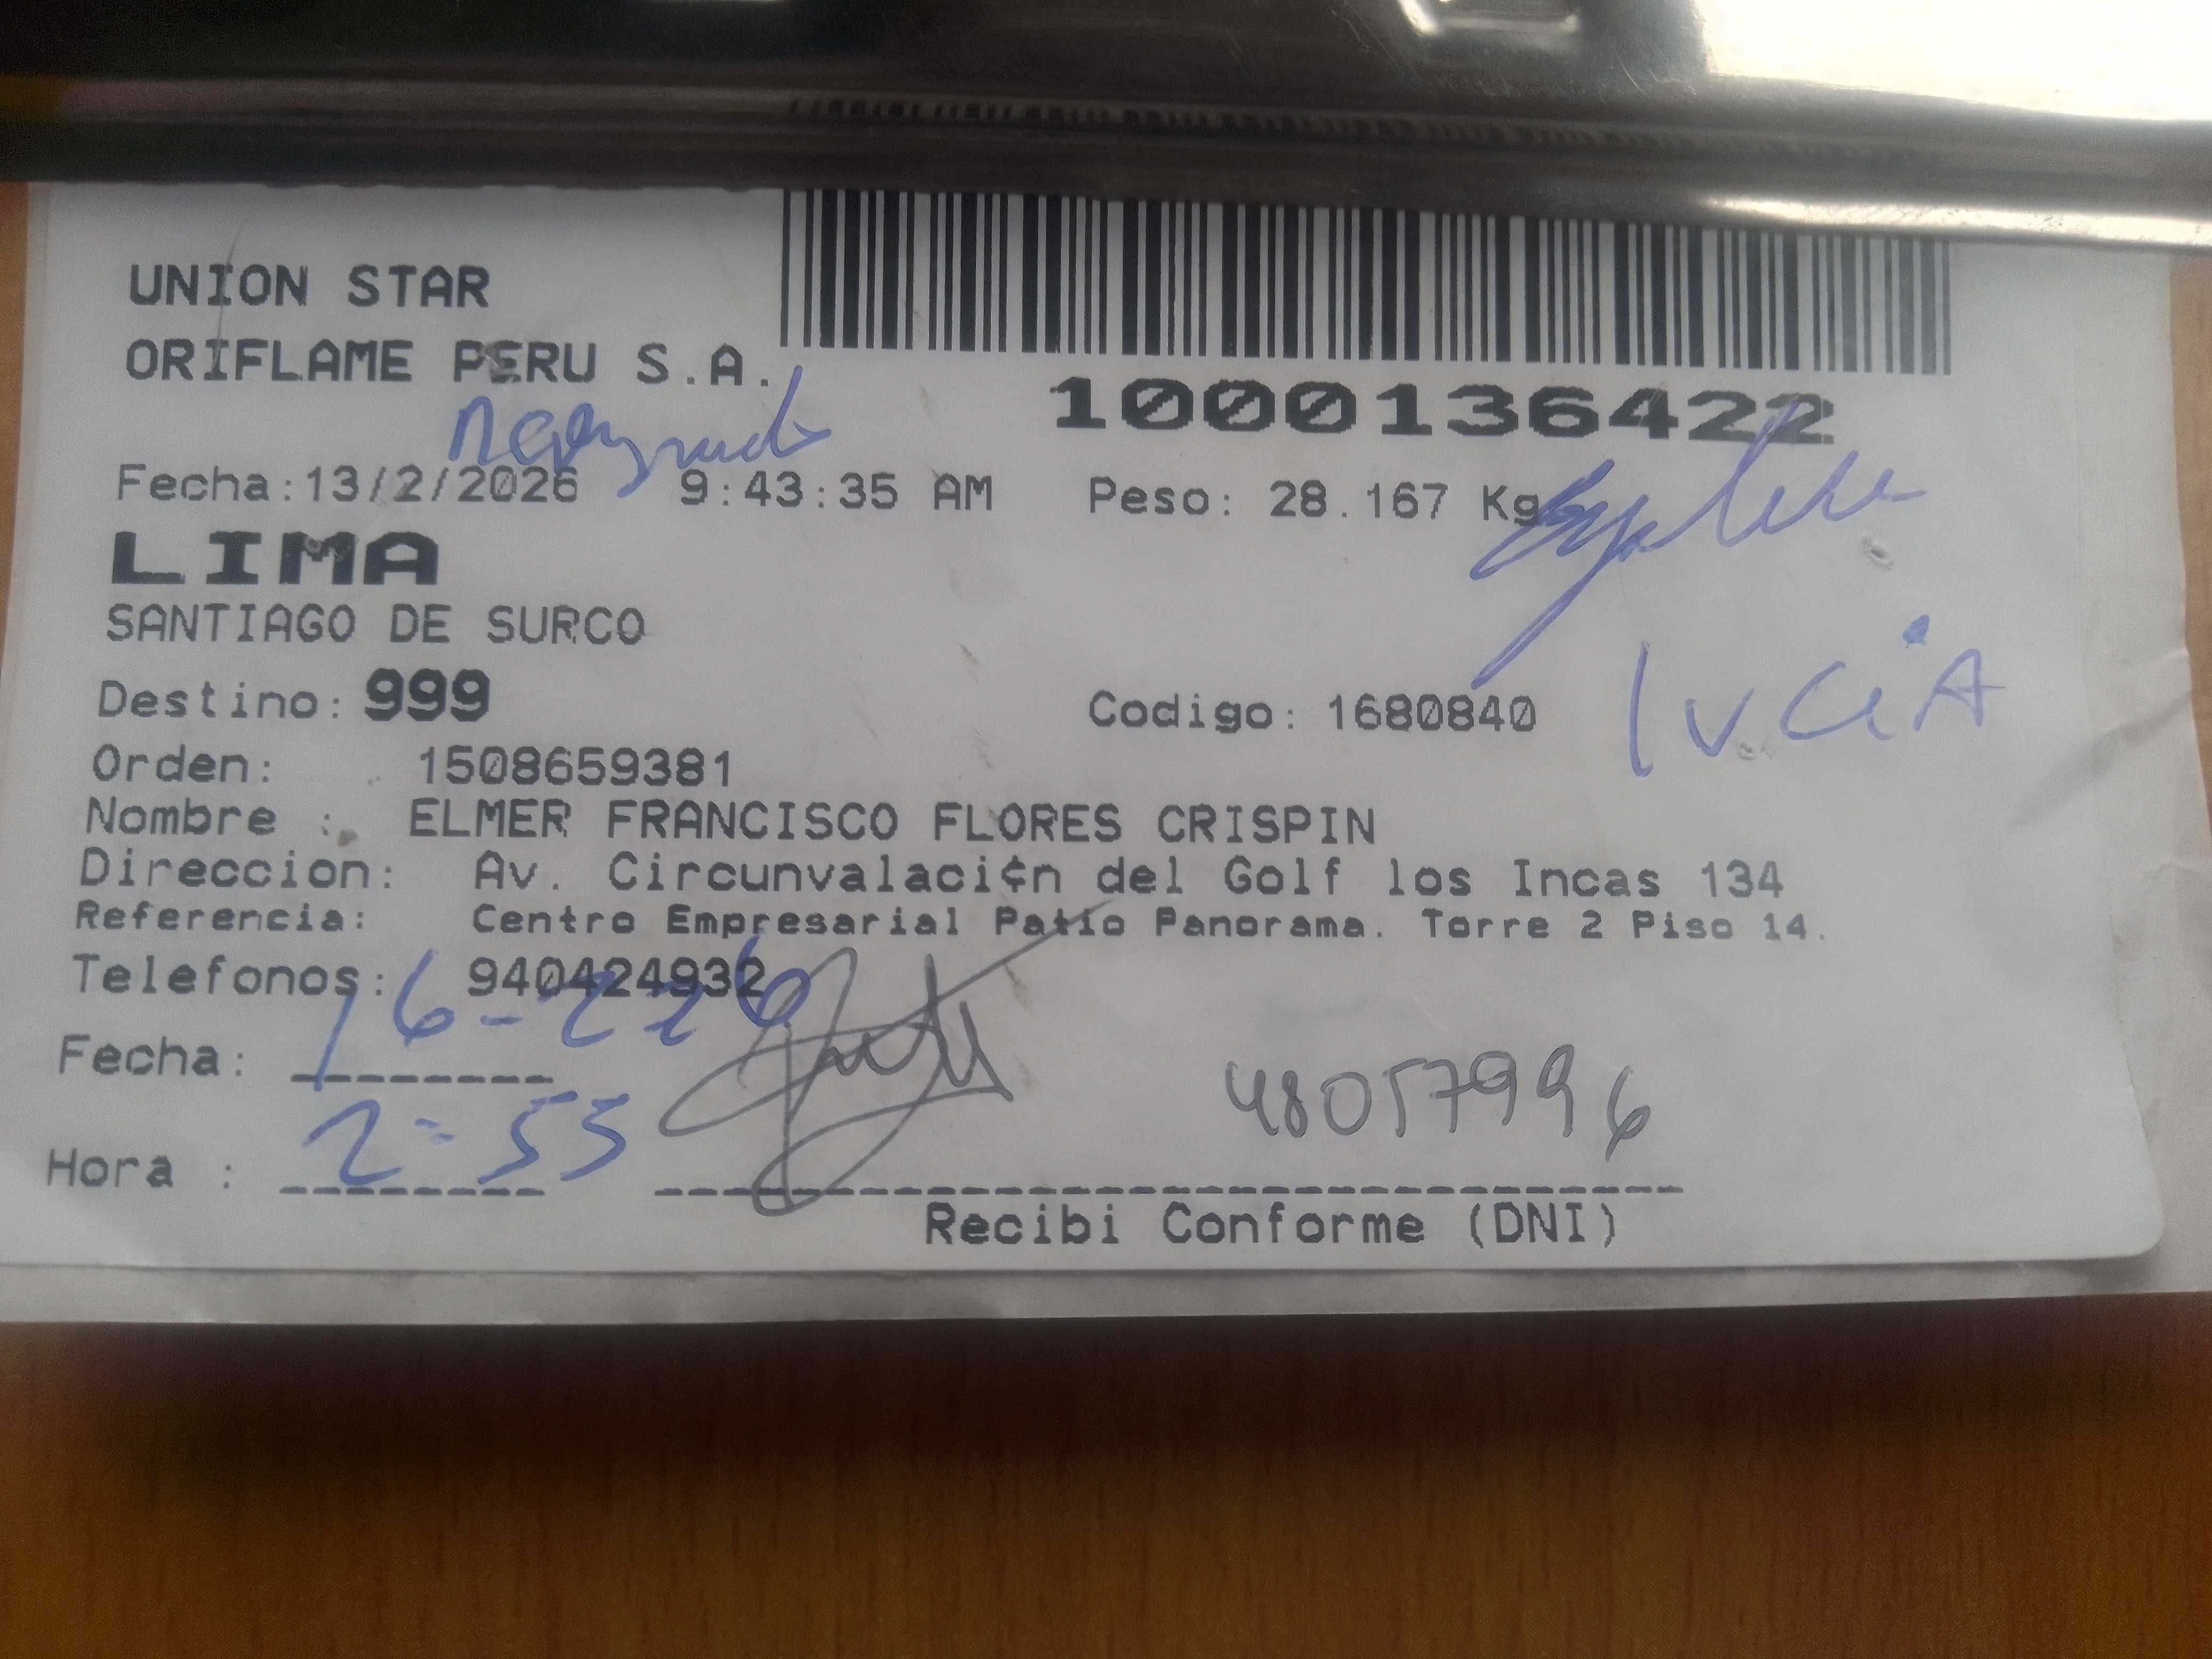 UNION STAR
ORIFLAME PERU S.A.
1000136422
Fecha:13/2/2026 9:43:35 AM Peso: 28.167 Kg
LIMA
SANTIAGO DE SURCO
lUCiA
Destino: 999 Codigo: 1680840
Orden: 1508659381
Nombre : ELMER FRANCISCO FLORES CRISPIN
Direccion: Av. Circunvalaci¢n del Golf los Incas 134
Referencia: Centro Empresarial Patio Panorama. Torre 2 Piso 14.
Telefonos: 940424932
Fecha: 16-2-26
48057996
Hora : 2-55
Recibi Conforme (DNI)